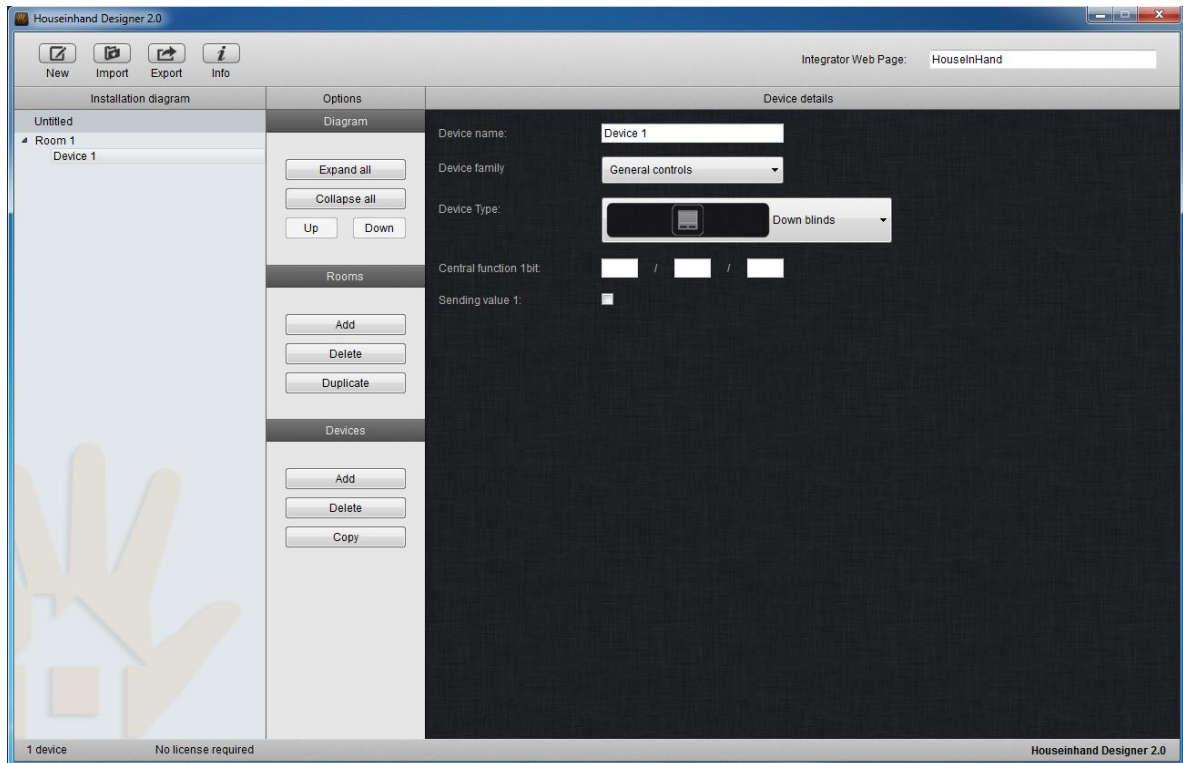 Houseinhand Designer 2.0
New Import Export Info
Integrator Web Page: HouseInHand
Installation diagram
Options
Device details
Untitled
Room 1
Device 1
Diagram
Expand all
Collapse all
Up Down
Rooms
Add
Delete
Duplicate
Devices
Add
Delete
Copy
Device name: Device 1
Device family General controls
Device Type: Down blinds
Central function 1bit: / /
Sending value 1:
1 device No license required Houseinhand Designer 2.0